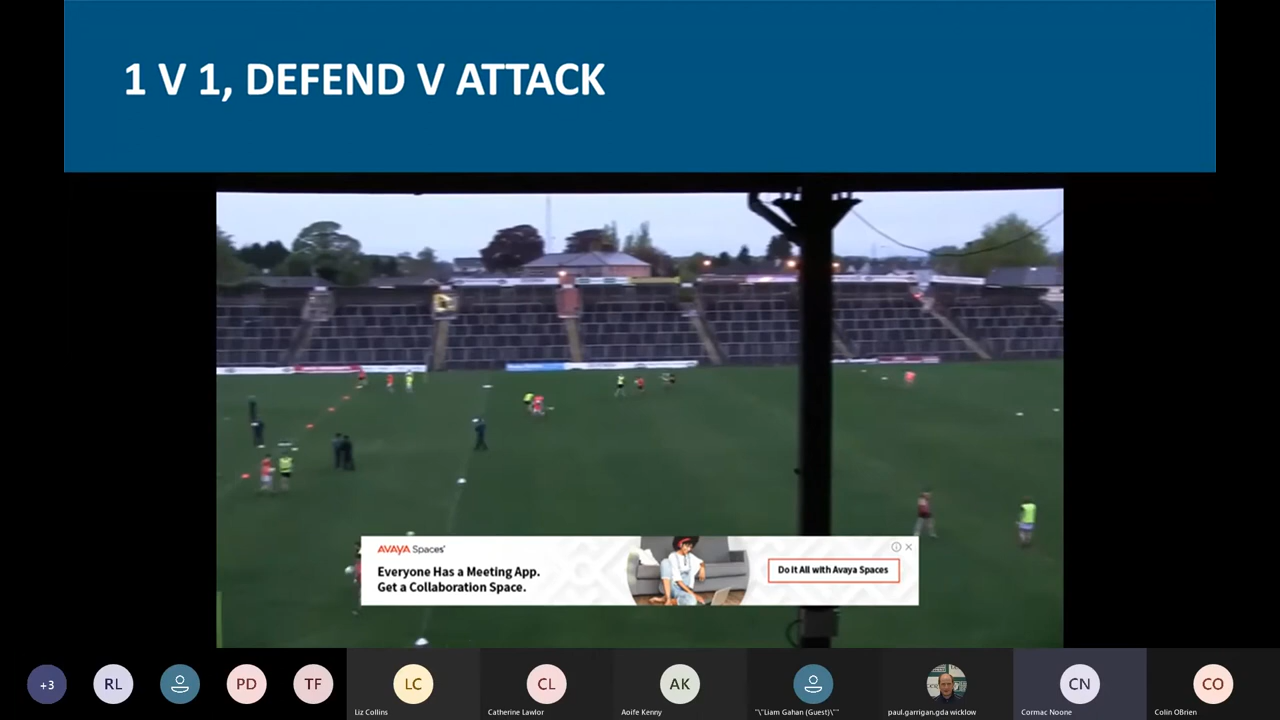 1 V 1, DEFEND V ATTACK
AVAYA Spaces
Everyone Has a Meeting App.
Get a Collaboration Space.
Do It All with Avaya Spaces
+3
RL
PD
TF
LC
Liz Collins
CL
Catherine Lawlor
AK
Aoife Kenny
"\"Liam Gahan (Guest)\""
paul.garrigan.gda wicklow
CN
Cormac Noone
CO
Colin OBrien